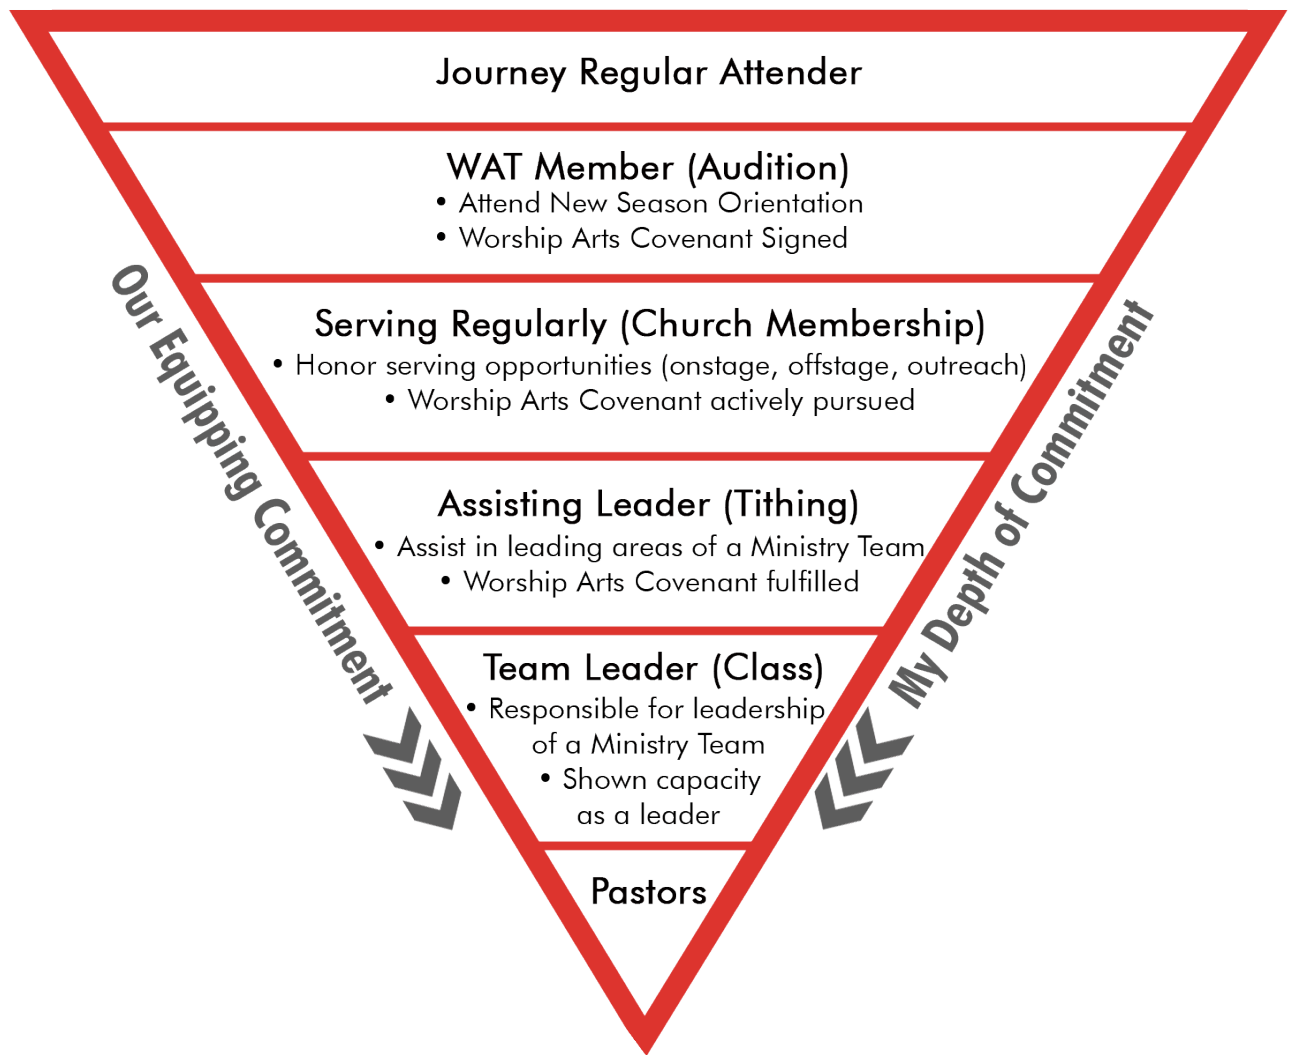 Journey Regular Attender
WAT Member (Audition)
• Attend New Season Orientation
• Worship Arts Covenant Signed
Serving Regularly (Church Membership)
• Honor serving opportunities (onstage, offstage, outreach)
• Worship Arts Covenant actively pursued
Assisting Leader (Tithing)
• Assist in leading areas of a Ministry Team
• Worship Arts Covenant fulfilled
Team Leader (Class)
• Responsible for leadership
of a Ministry Team
• Shown capacity
as a leader
Pastors
Our Equipping Commitment
My Depth of Commitment